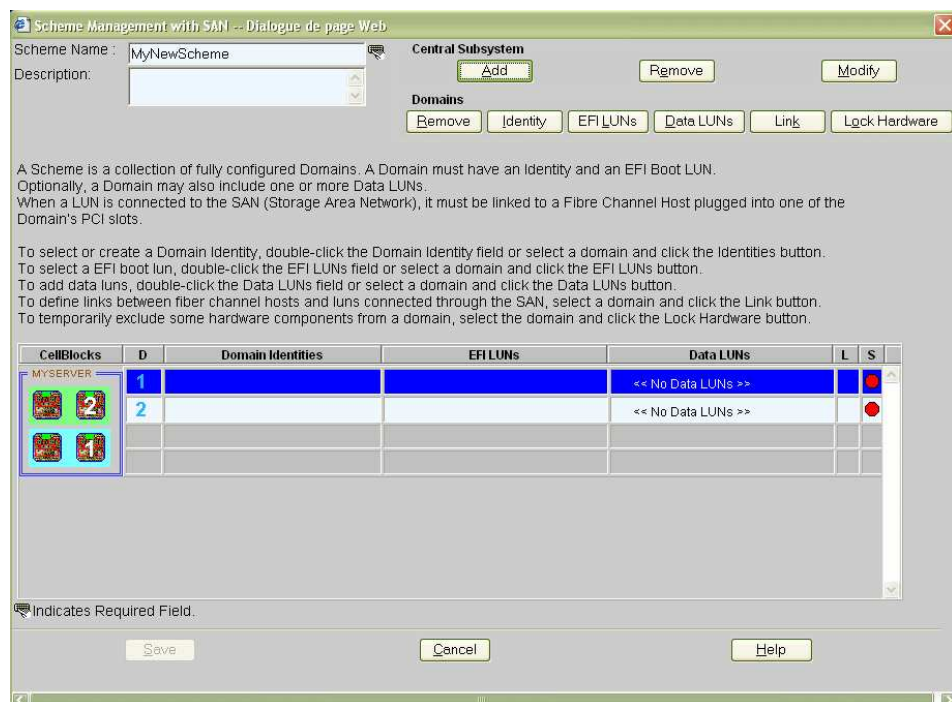 Scheme Management with SAN -- Dialogue de page Web
Scheme Name :
MyNewScheme
Description:
Central Subsystem
Add Remove Modify
Domains
Remove Identity EFI LUNs Data LUNs Link Lock Hardware
A Scheme is a collection of fully configured Domains. A Domain must have an Identity and an EFI Boot LUN.
Optionally, a Domain may also include one or more Data LUNs.
When a LUN is connected to the SAN (Storage Area Network), it must be linked to a Fibre Channel Host plugged into one of the
Domain's PCI slots.
To select or create a Domain Identity, double-click the Domain Identity field or select a domain and click the Identities button.
To select a EFI boot lun, double-click the EFI LUNs field or select a domain and click the EFI LUNs button.
To add data luns, double-click the Data LUNs field or select a domain and click the Data LUNs button.
To define links between fiber channel hosts and luns connected through the SAN, select a domain and click the Link button.
To temporarily exclude some hardware components from a domain, select the domain and click the Lock Hardware button.
CellBlocks D Domain Identities EFI LUNs Data LUNs L S
MYSERVER
1 << No Data LUNs >>
2
2 << No Data LUNs >>
1
Indicates Required Field.
Save Cancel Help